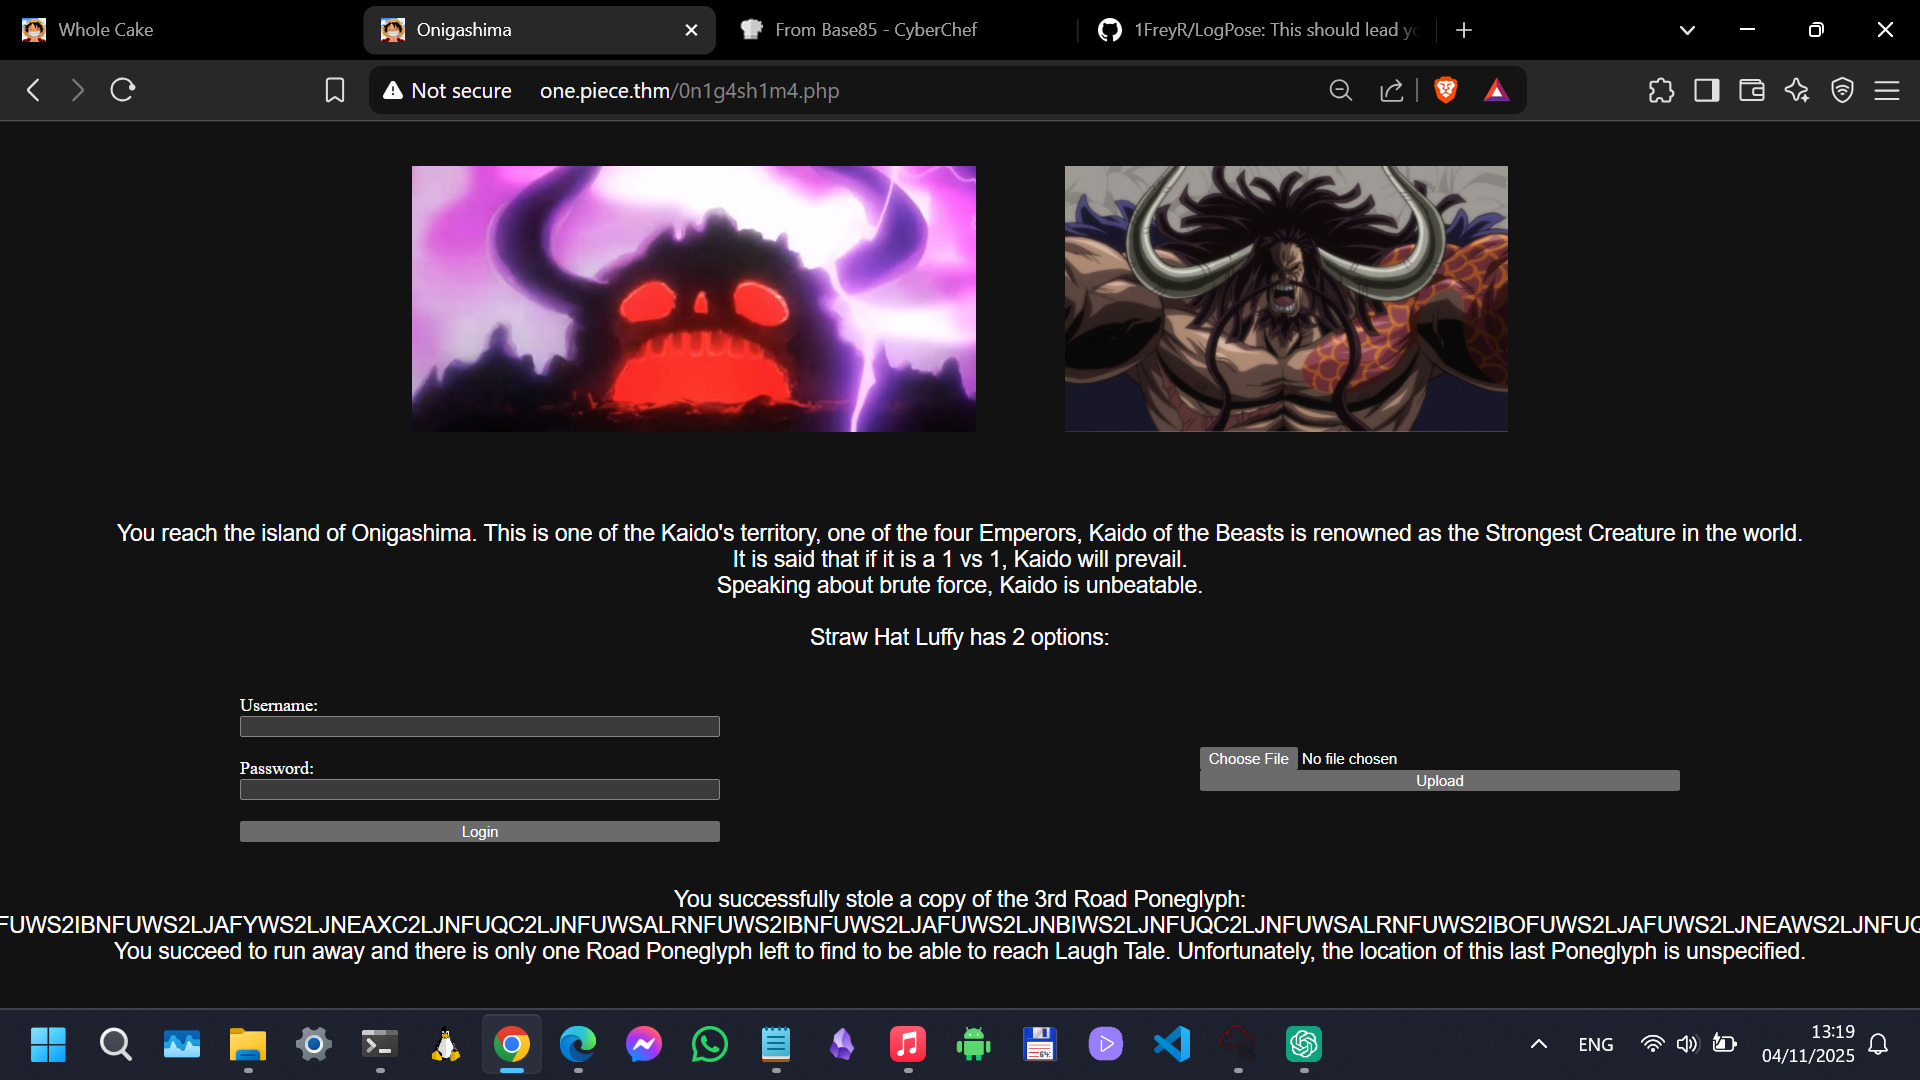 Whole Cake
Onigashima
From Base85 - CyberChef
1FreyR/LogPose: This should lead yo
Not secure
one.piece.thm/0n1g4sh1m4.php
You reach the island of Onigashima. This is one of the Kaido's territory, one of the four Emperors, Kaido of the Beasts is renowned as the Strongest Creature in the world.
It is said that if it is a 1 vs 1, Kaido will prevail.
Speaking about brute force, Kaido is unbeatable.
Straw Hat Luffy has 2 options:
Username:
Password:
Login
Choose File No file chosen
Upload
You successfully stole a copy of the 3rd Road Poneglyph:
FUWS2IBNFUWS2LJAFYWS2LJNEAXC2LJNFUQC2LJNFUWSALRNFUWS2IBNFUWS2LJAFUWS2LJNBIWS2LJNFUQC2LJNFUWSALRNFUWS2IBOFUWS2LJAFUWS2LJNEAWS2LJNFUQ
You succeed to run away and there is only one Road Poneglyph left to find to be able to reach Laugh Tale. Unfortunately, the location of this last Poneglyph is unspecified.
64
ENG
13:19
04/11/2025